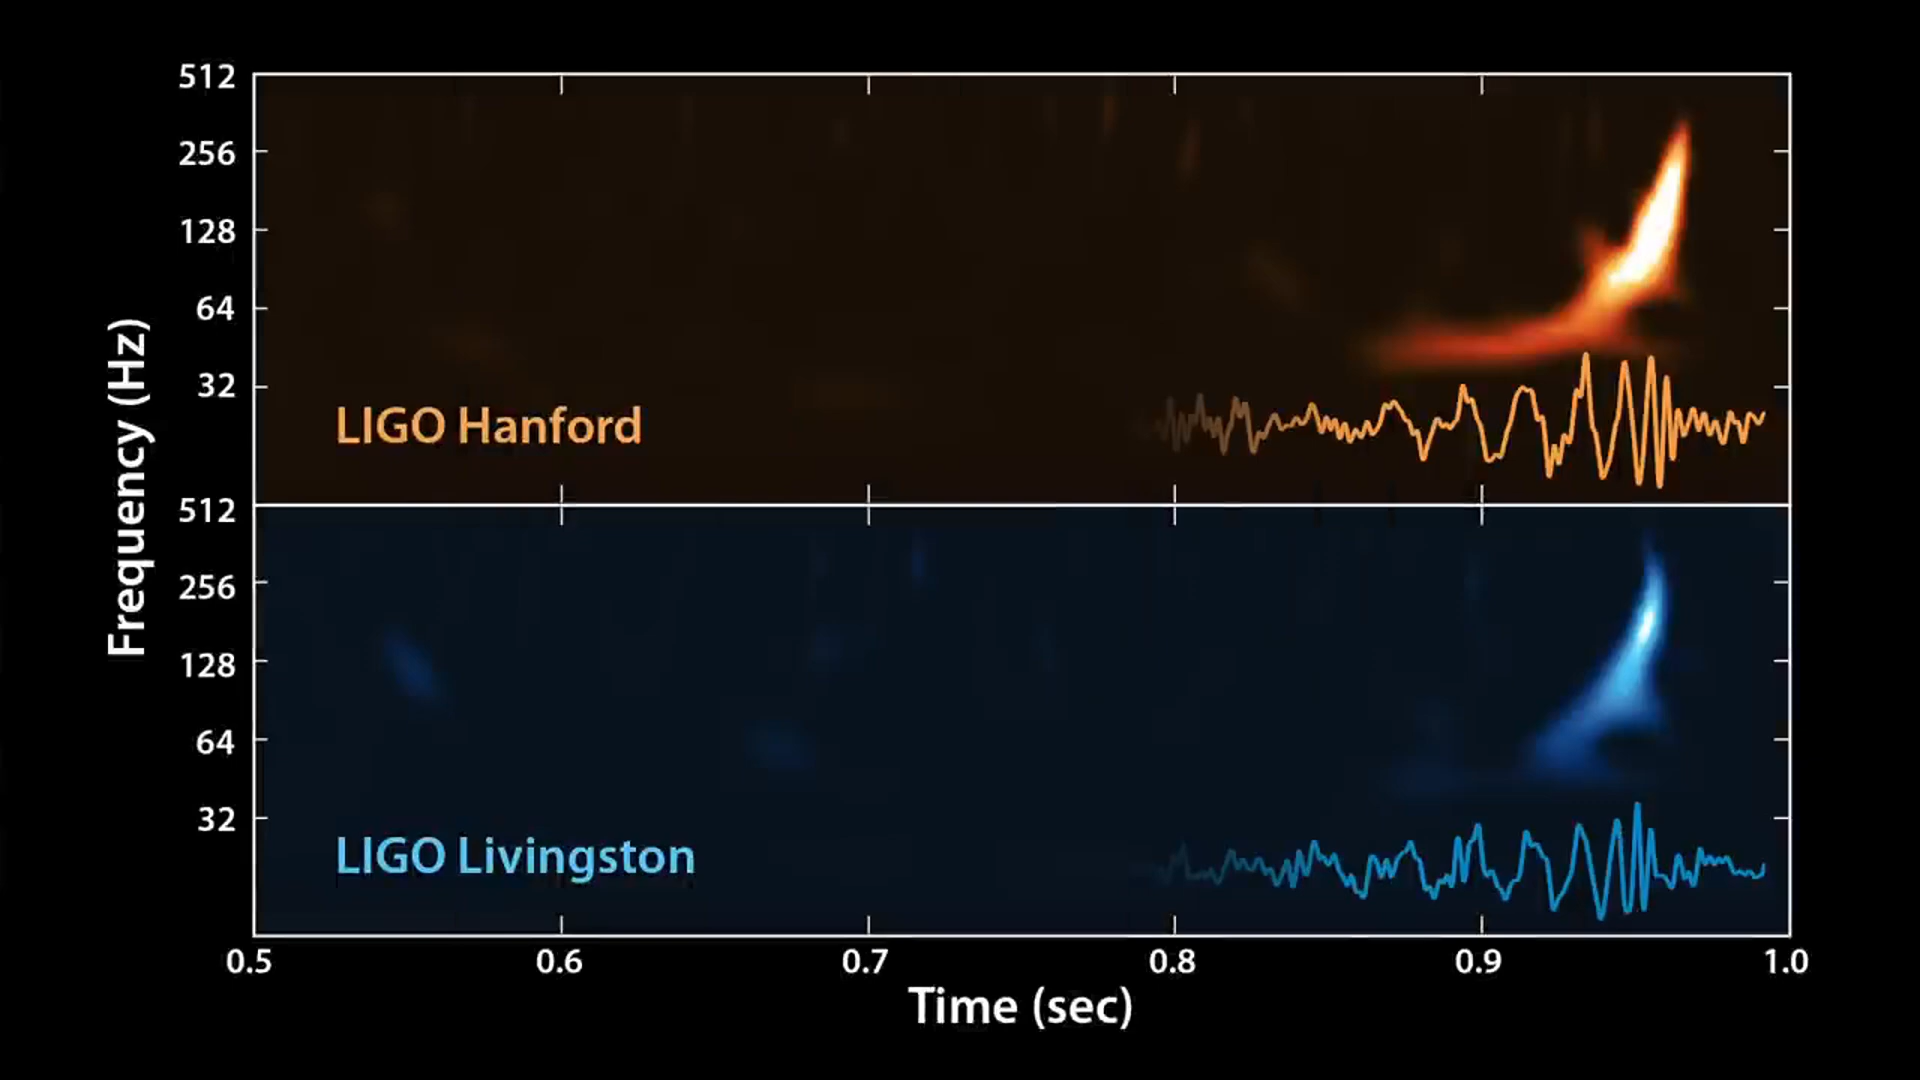 512
256
128
64
32
LIGO Hanford
512
256
128
64
32
LIGO Livingston
Frequency (Hz)
0.5 0.6 0.7 0.8 0.9 1.0
Time (sec)